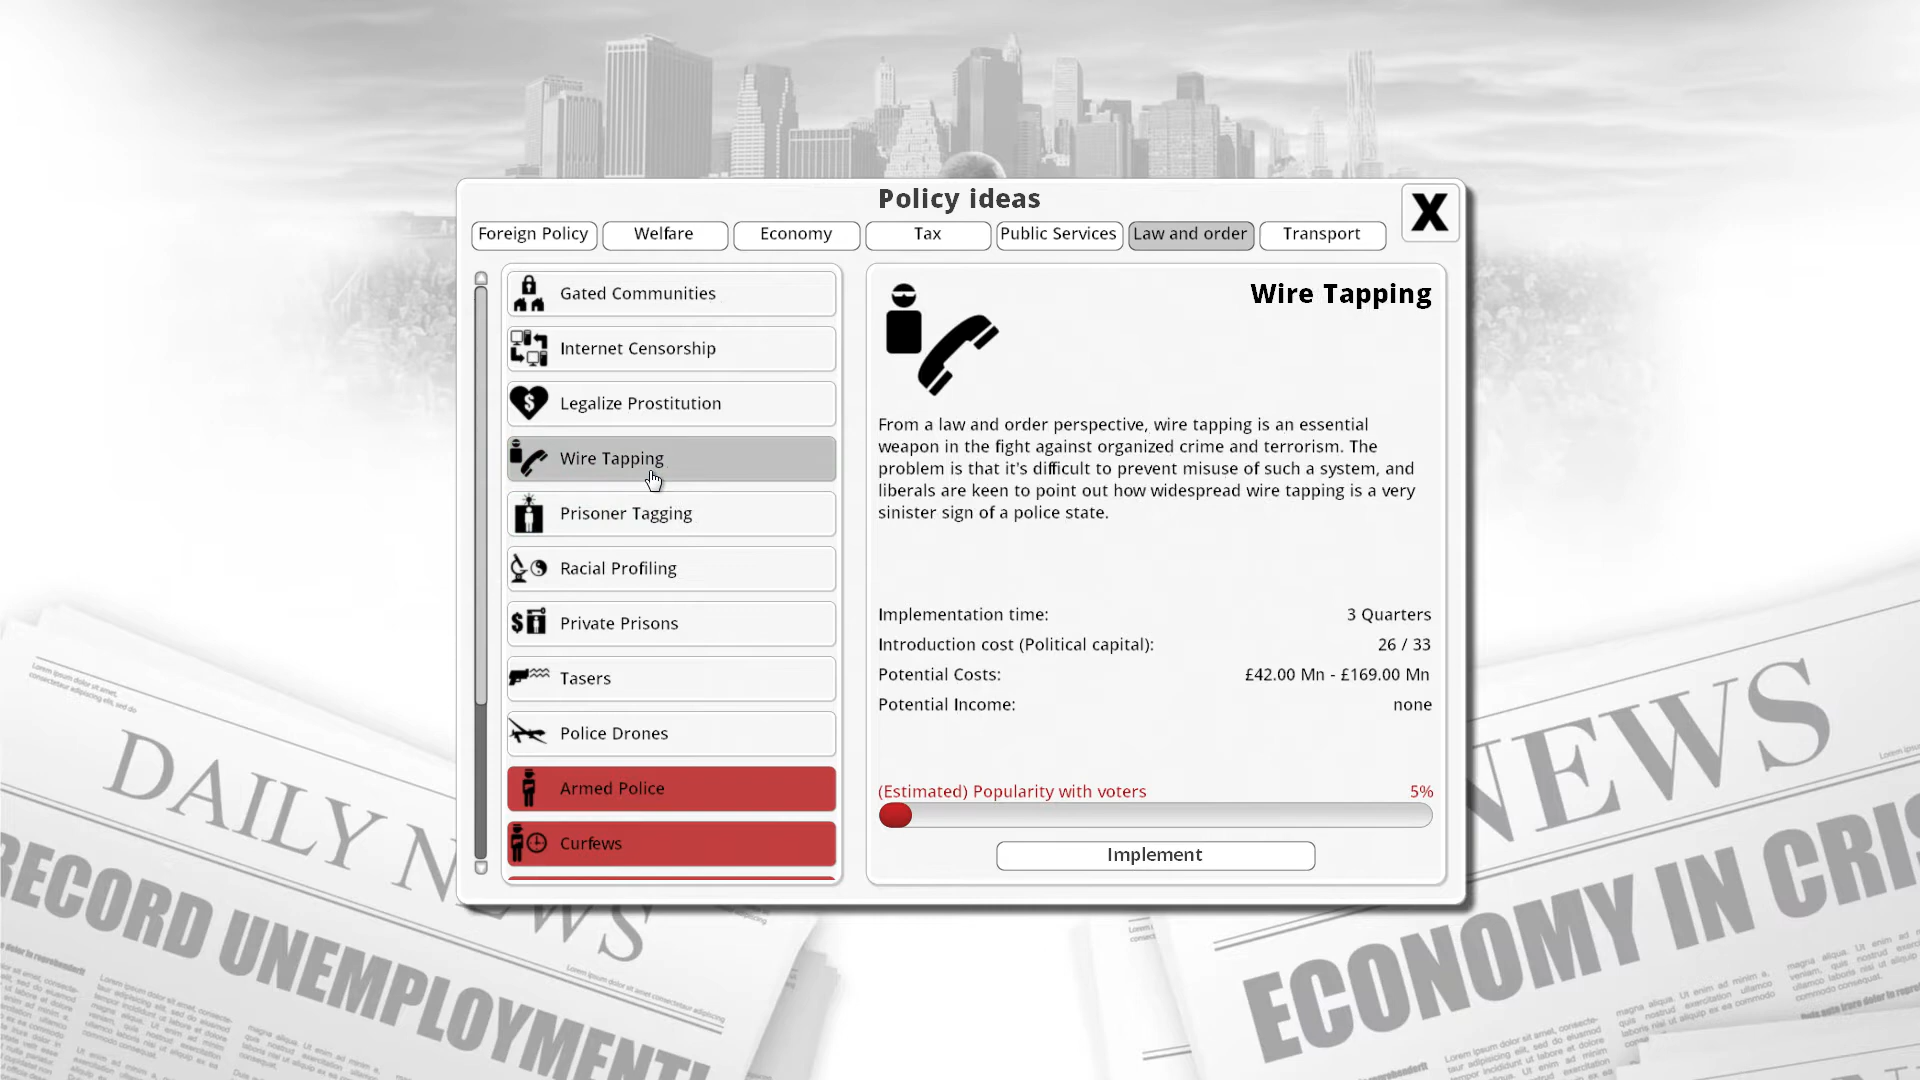 Policy ideas
X
Foreign Policy
Welfare
Economy
Tax
Public Services
Law and order
Transport
Gated Communities
Internet Censorship
Legalize Prostitution
Wire Tapping
Prisoner Tagging
Racial Profiling
Private Prisons
Tasers
Police Drones
Armed Police
Curfews
Wire Tapping
From a law and order perspective, wire tapping is an essential
weapon in the fight against organized crime and terrorism. The
problem is that it's difficult to prevent misuse of such a system, and
liberals are keen to point out how widespread wire tapping is a very
sinister sign of a police state.
Implementation time: 3 Quarters
Introduction cost (Political capital): 26 / 33
Potential Costs: £42.00 Mn - £169.00 Mn
Potential Income: none
(Estimated) Popularity with voters 5%
Implement
DAILY NEWS
RECORD UNEMPLOYMENT!
NEWS
ECONOMY IN CRIS